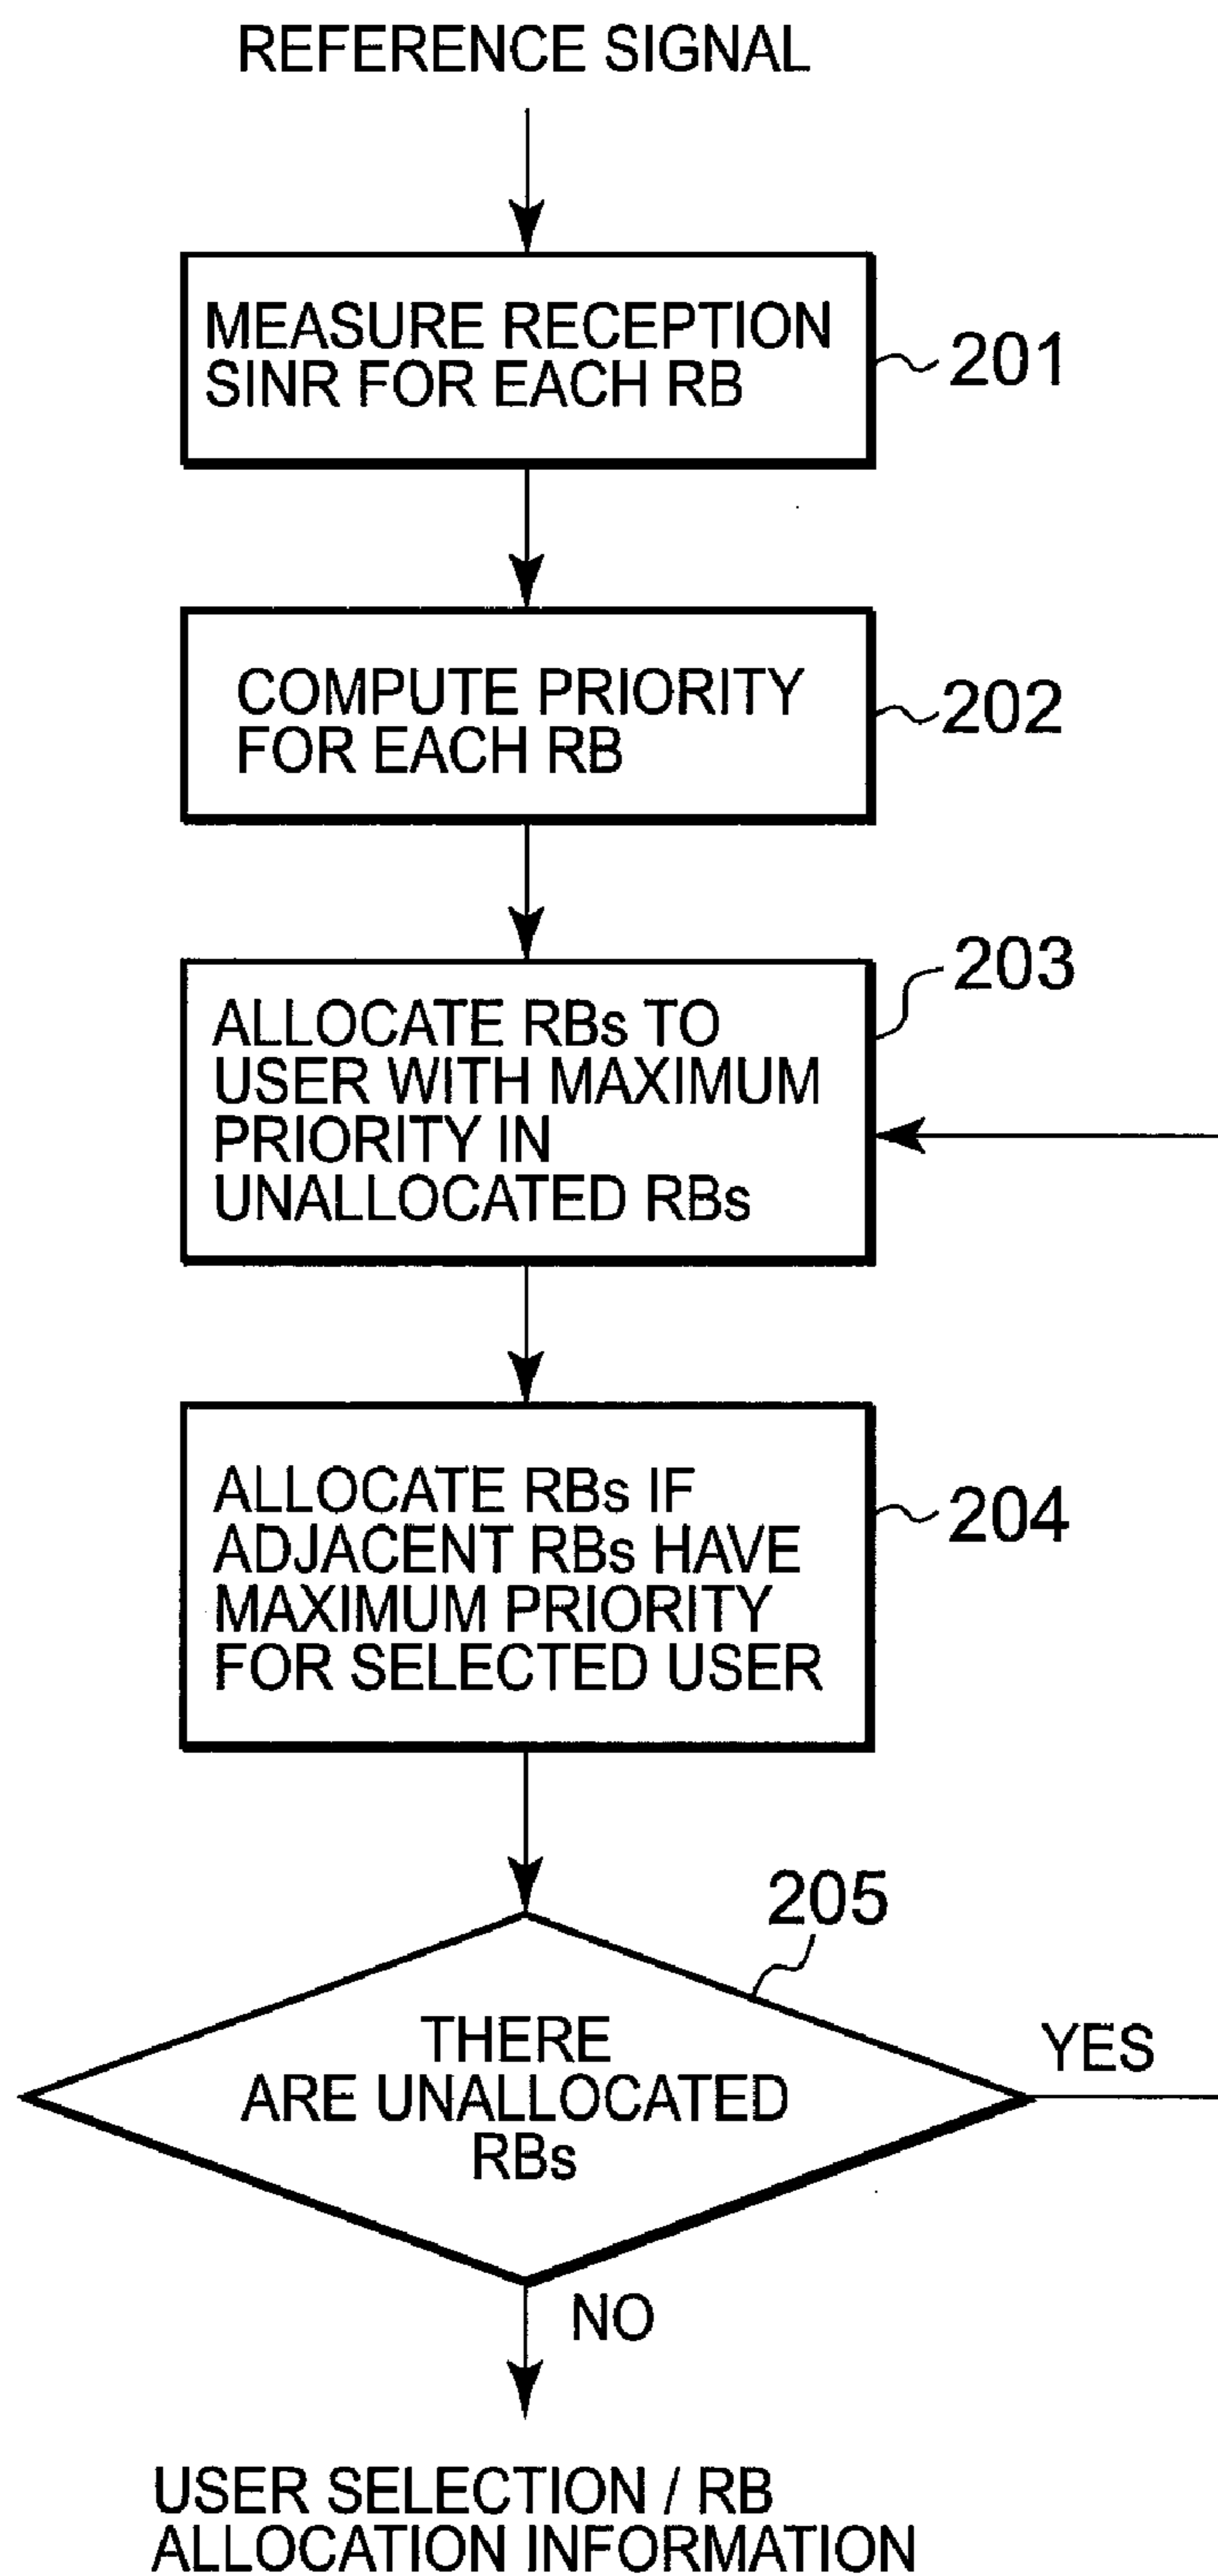 REFERENCE SIGNAL
MEASURE RECEPTION
SINR FOR EACH RB
201
COMPUTE PRIORITY
FOR EACH RB
202
203
ALLOCATE RBs TO
USER WITH MAXIMUM
PRIORITY IN
UNALLOCATED RBs
ALLOCATE RBs IF
ADJACENT RBs HAVE
MAXIMUM PRIORITY
FOR SELECTED USER
204
205
THERE
ARE UNALLOCATED
RBs
YES
NO
USER SELECTION / RB
ALLOCATION INFORMATION